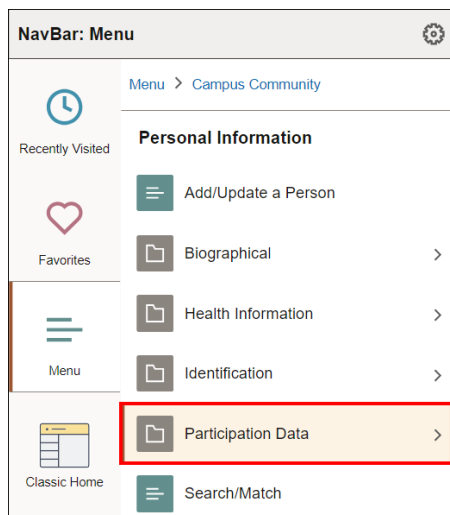 NavBar: Menu
Menu > Campus Community
Recently Visited
Personal Information
Add/Update a Person
Favorites
Biographical
Health Information
Menu
Identification
Participation Data
Classic Home
Search/Match